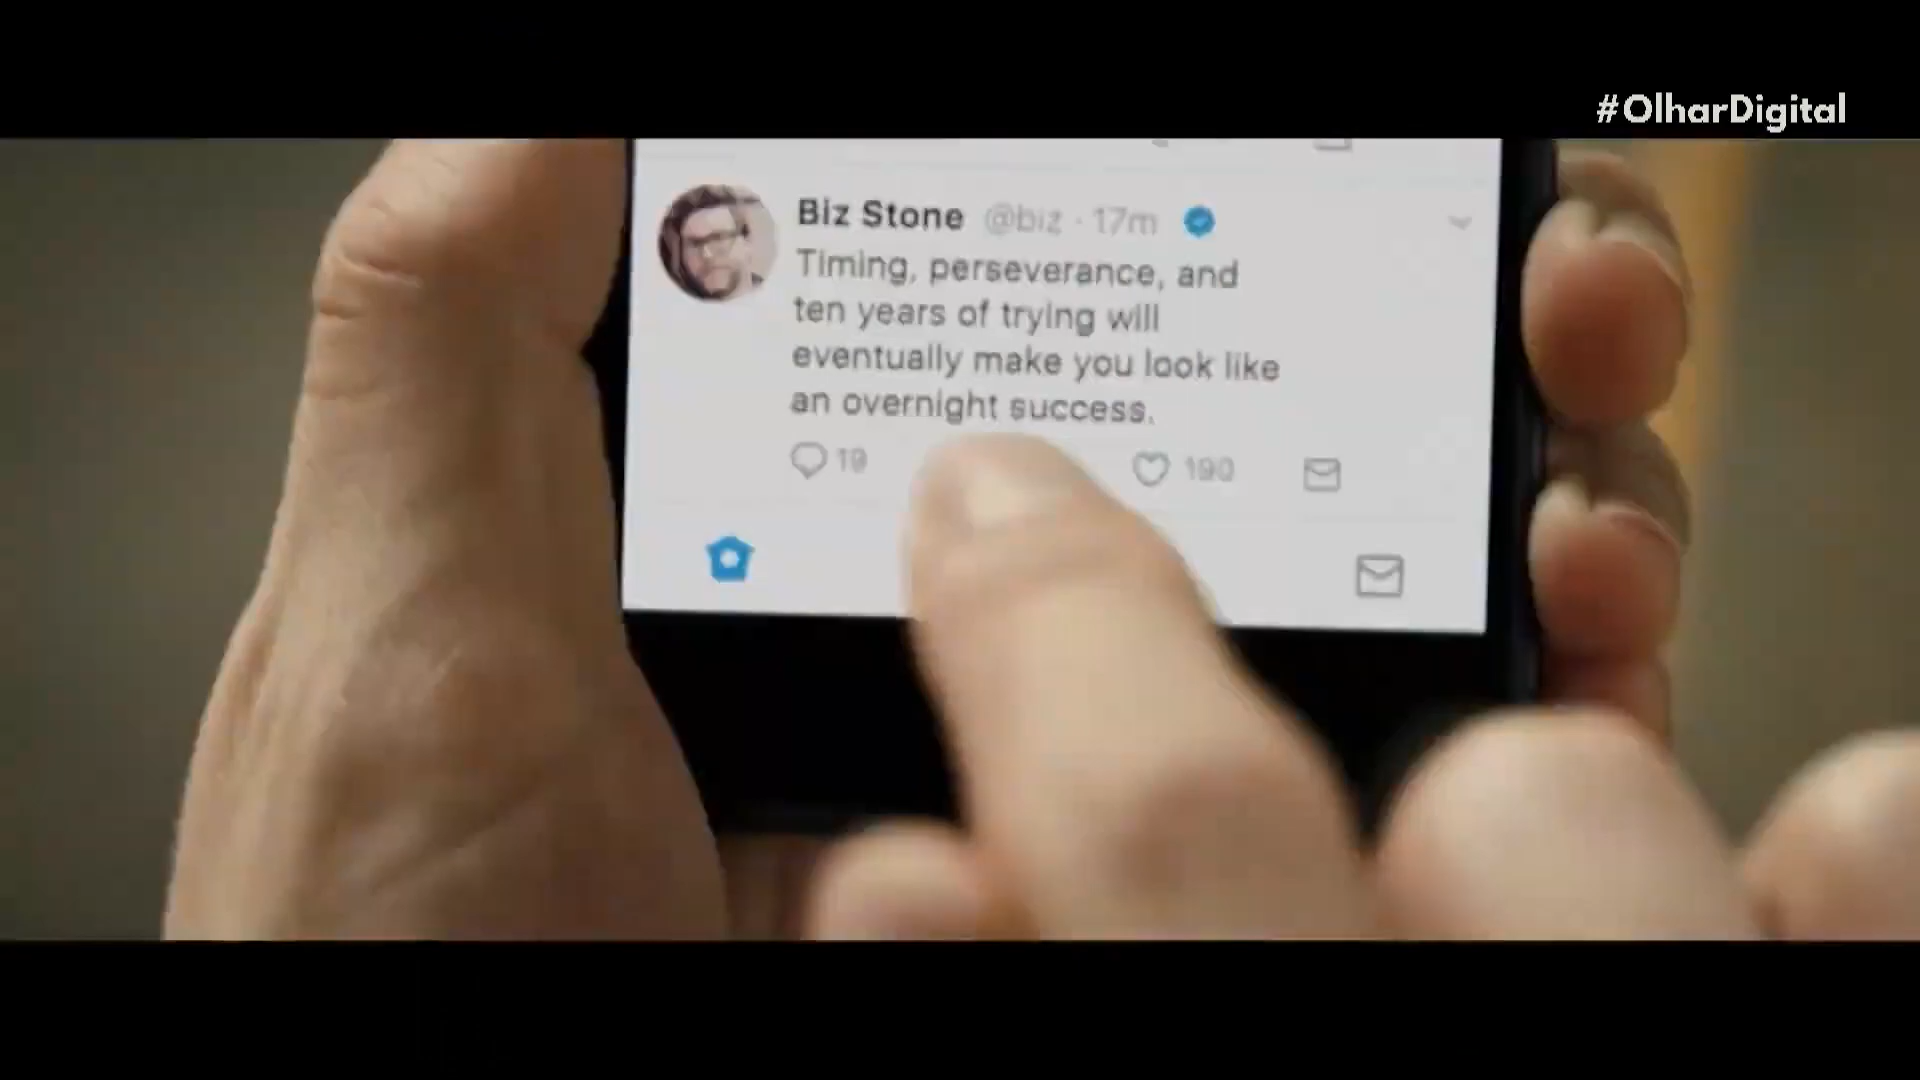 #OlharDigital
Biz Stone @biz · 17m
Timing, perseverance, and
ten years of trying will
eventually make you look like
an overnight success.
19 190